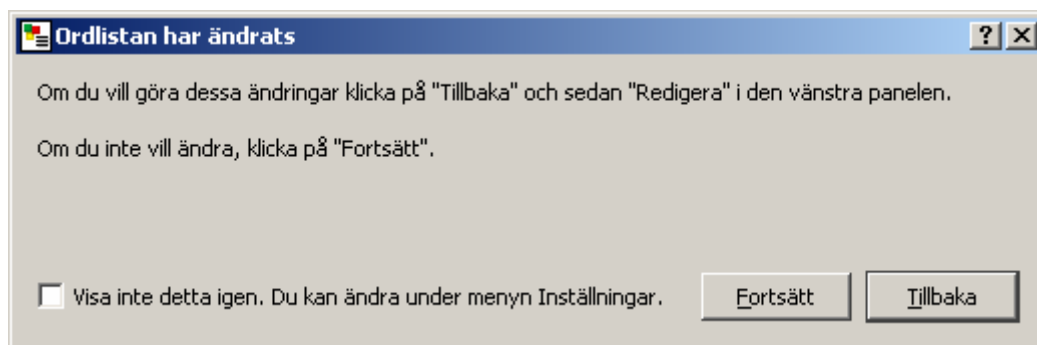 Ordlistan har ändrats
Om du vill göra dessa ändringar klicka på "Tillbaka" och sedan "Redigera" i den vänstra panelen.
Om du inte vill ändra, klicka på "Fortsätt".
Visa inte detta igen. Du kan ändra under menyn Inställningar.
Fortsätt
Tillbaka